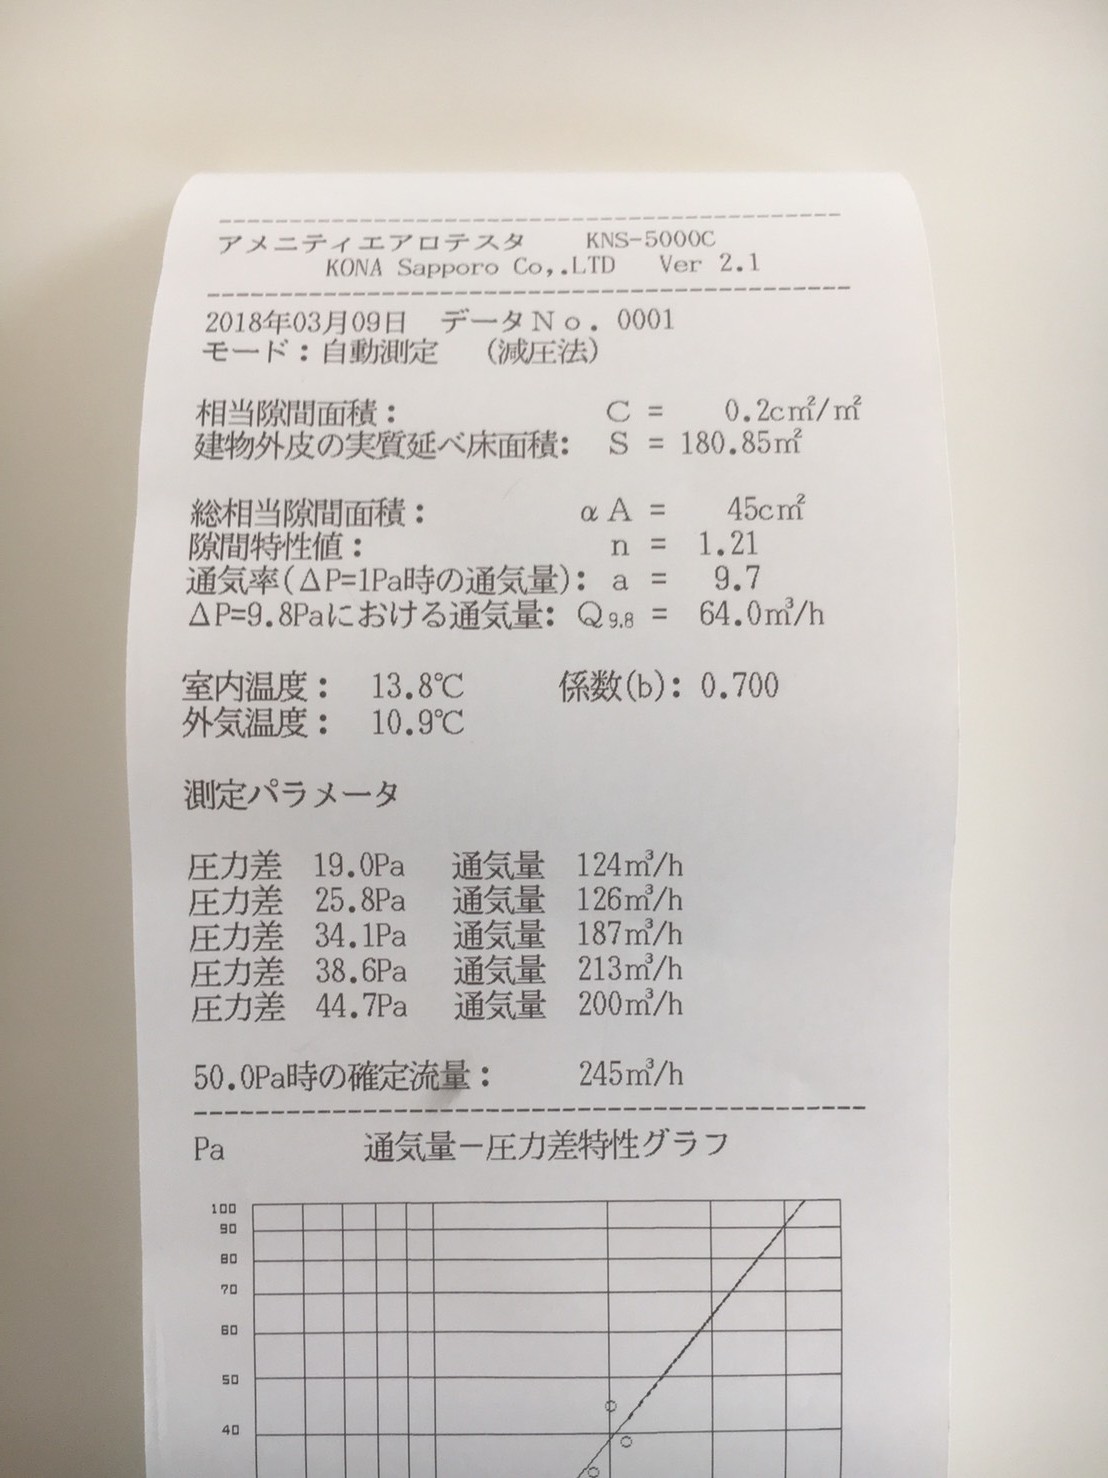 アメニティエアロテスタ KNS-5000C
KONA Sapporo Co,.LTD Ver 2.1
2018年03月09日 データNo. 0001
モード：自動測定 （減圧法）
相当隙間面積： C = 0.2c㎡/㎡
建物外皮の実質延べ床面積： S = 180.85㎡
総相当隙間面積： αA = 45c㎡
隙間特性値： n = 1.21
通気率(ΔP=1Pa時の通気量)： a = 9.7
ΔP=9.8Paにおける通気量： Q9.8 = 64.0㎥/h
室内温度： 13.8℃ 係数(b)：0.700
外気温度： 10.9℃
測定パラメータ
圧力差 19.0Pa 通気量 124㎥/h
圧力差 25.8Pa 通気量 126㎥/h
圧力差 34.1Pa 通気量 187㎥/h
圧力差 38.6Pa 通気量 213㎥/h
圧力差 44.7Pa 通気量 200㎥/h
50.0Pa時の確定流量： 245㎥/h
Pa 通気量－圧力差特性グラフ
100
90
80
70
60
50
40